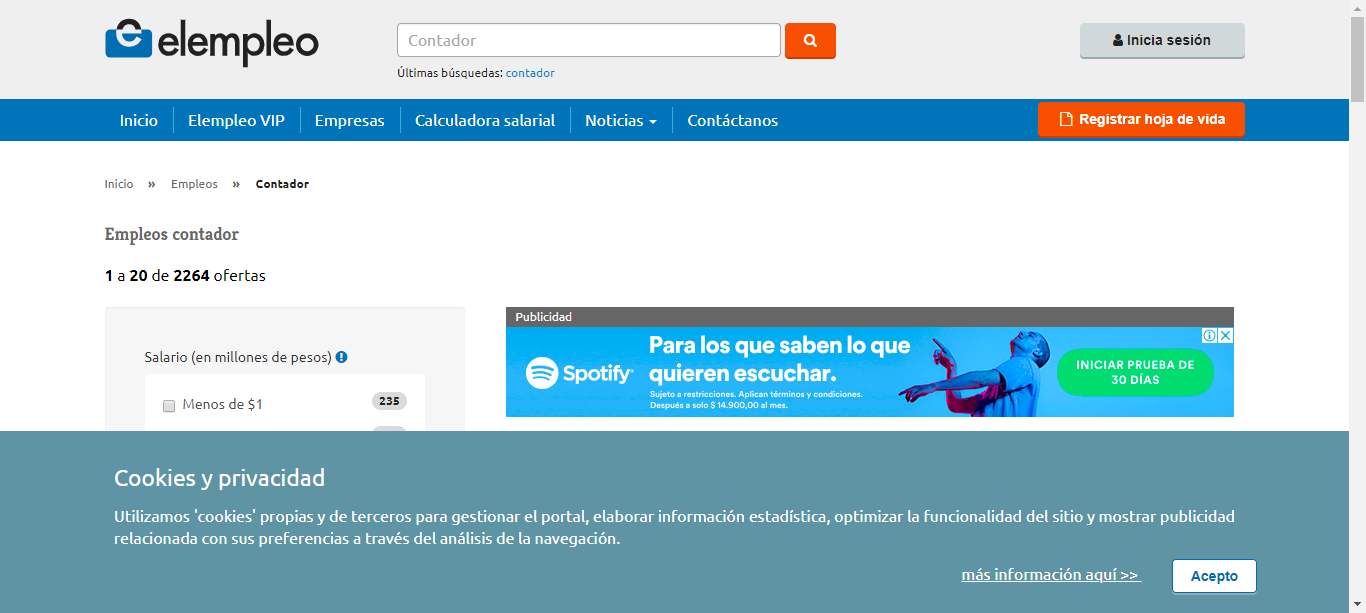 elempleo
Contador
Inicia sesión
Últimas búsquedas: contador
Inicio
Elempleo VIP
Empresas
Calculadora salarial
Noticias
Contáctanos
Registrar hoja de vida
Inicio » Empleos » Contador
Empleos contador
1 a 20 de 2264 ofertas
Salario (en millones de pesos)
Menos de $1
235
Publicidad
Spotify
Para los que saben lo que
quieren escuchar.
Sujeto a restricciones. Aplican términos y condiciones.
Después a solo $ 14.900,00 al mes.
INICIAR PRUEBA DE
30 DÍAS
Cookies y privacidad
Utilizamos 'cookies' propias y de terceros para gestionar el portal, elaborar información estadística, optimizar la funcionalidad del sitio y mostrar publicidad
relacionada con sus preferencias a través del análisis de la navegación.
más información aquí >>
Acepto